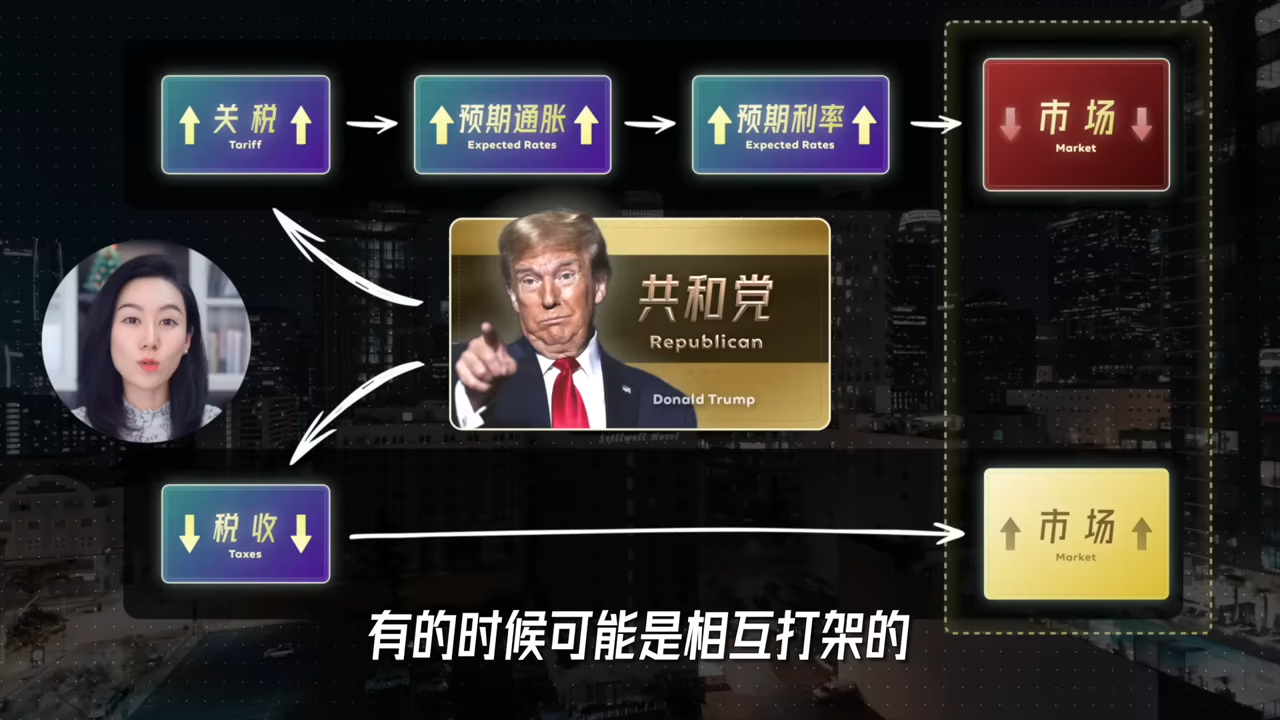 关税
Tariff
预期通胀
Expected Rates
预期利率
Expected Rates
市场
Market
共和党
Republican
Donald Trump
Stillwell Hotel
税收
Taxes
市场
Market
有的时候可能是相互打架的